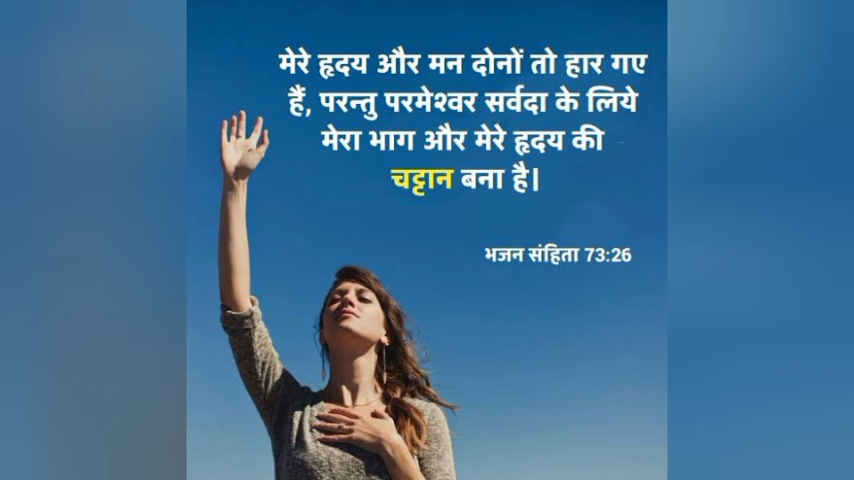 मेरे हृदय और मन दोनों तो हार गए
हैं, परन्तु परमेश्वर सर्वदा के लिये
मेरा भाग और मेरे हृदय की
चट्टान बना है।
भजन संहिता 73:26